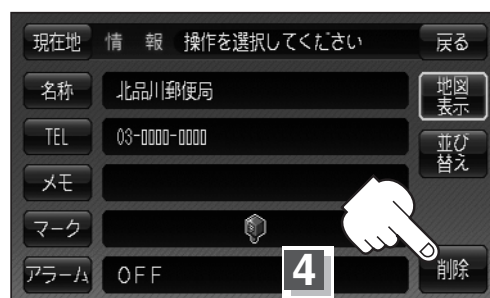 現在地 情 報 操作を選択してください 戻る
名称 北品川郵便局 地図
表示
TEL 03-0000-0000 並び
替え
メモ
マーク
アラーム OFF 4 削除